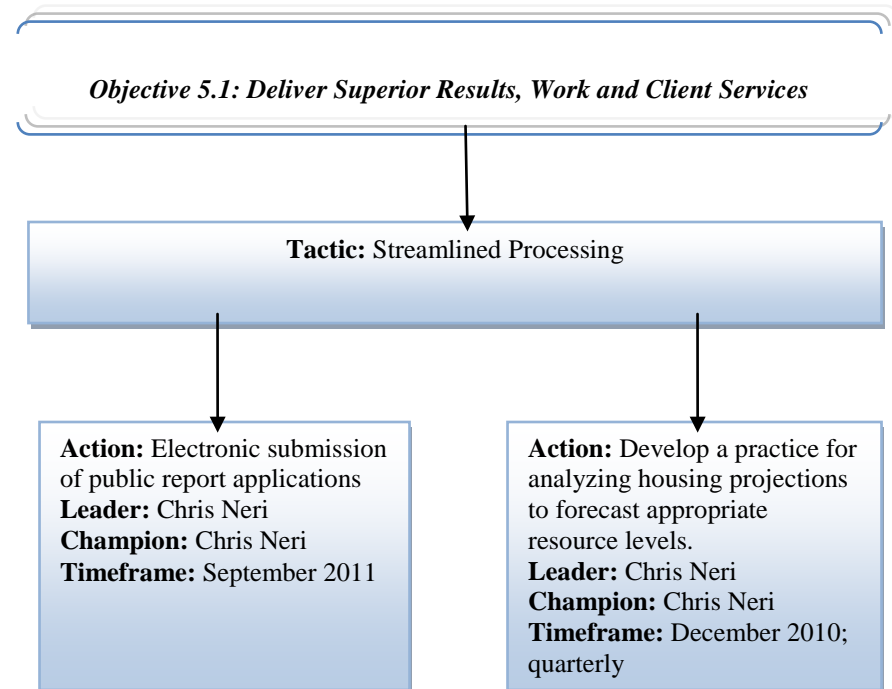 Objective 5.1: Deliver Superior Results, Work and Client Services
Tactic: Streamlined Processing
Action: Electronic submission
of public report applications
Leader: Chris Neri
Champion: Chris Neri
Timeframe: September 2011
Action: Develop a practice for
analyzing housing projections
to forecast appropriate
resource levels.
Leader: Chris Neri
Champion: Chris Neri
Timeframe: December 2010;
quarterly